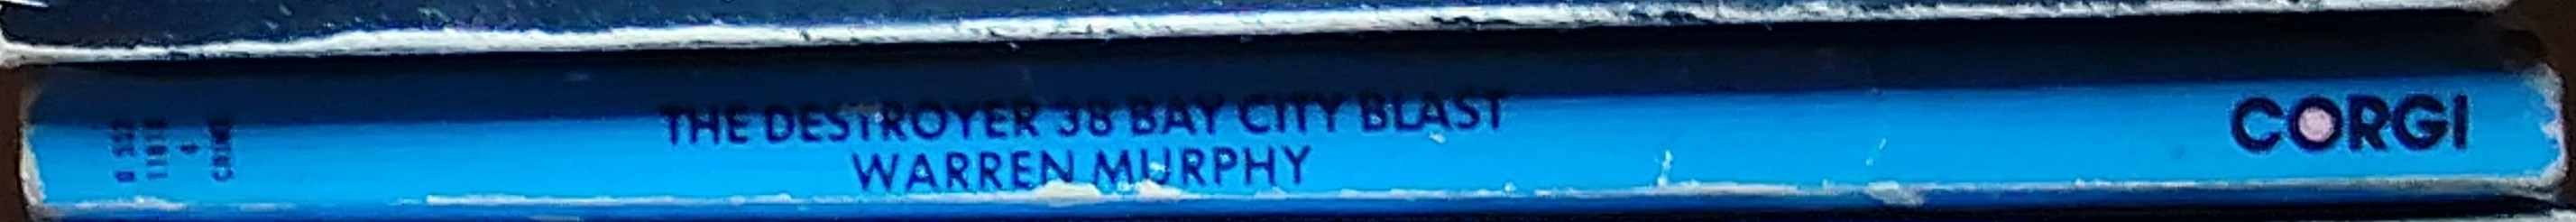 THE DESTROYER 38 BAY CITY BLAST
WARREN MURPHY
CORGI